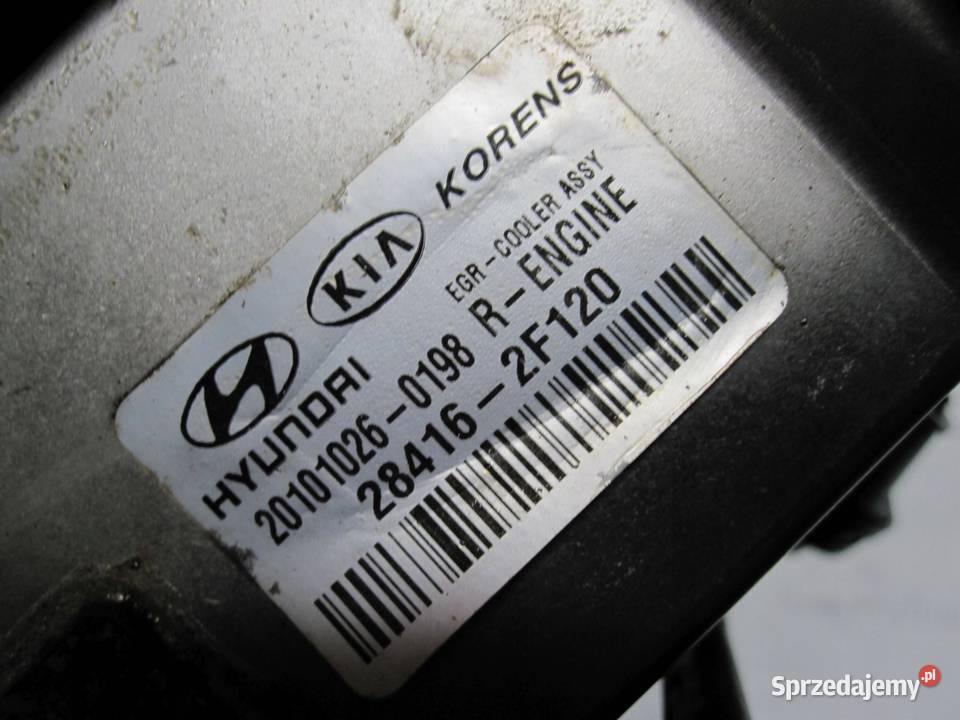 KORENS
KIA
HYUNDAI
EGR-COOLER ASSY
20101026-0198 R-ENGINE
28416-2F120
Sprzedajemy.pl